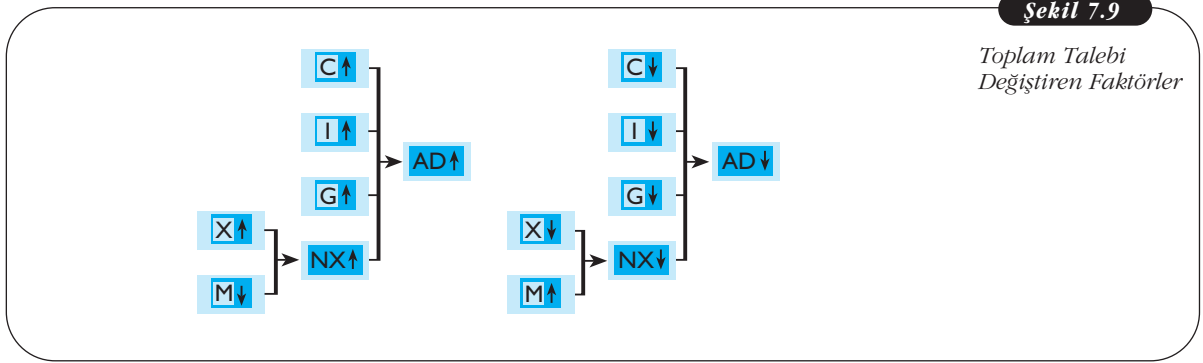 Şekil 7.9
Toplam Talebi
Değiştiren Faktörler
C↑
I↑
G↑
X↑
M↓
NX↑
AD↑
C↓
I↓
G↓
X↓
M↑
NX↓
AD↓